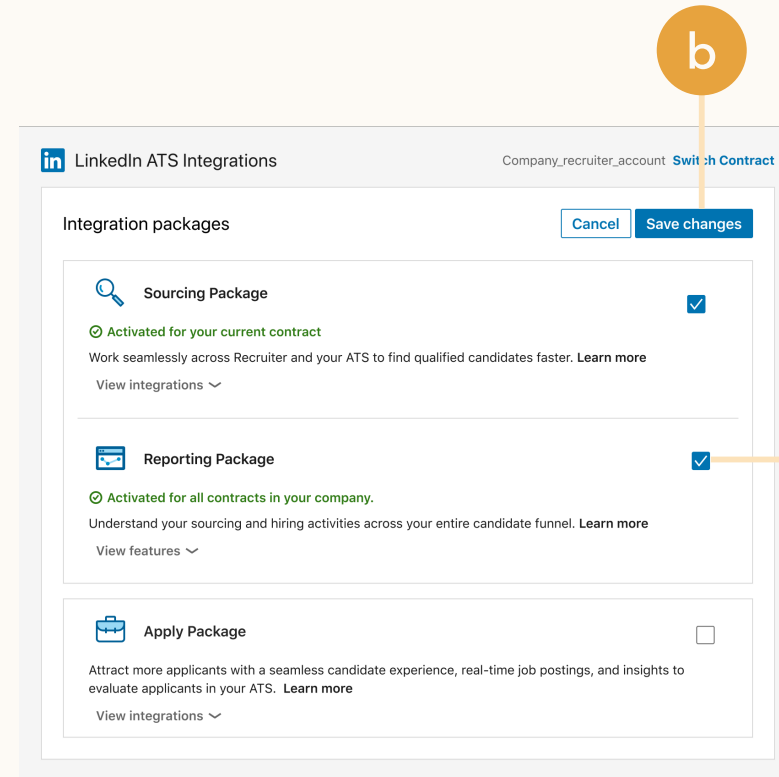 b
in LinkedIn ATS Integrations
Company_recruiter_account Switch Contract
Integration packages
Cancel
Save changes
Sourcing Package
Activated for your current contract
Work seamlessly across Recruiter and your ATS to find qualified candidates faster. Learn more
View integrations
Reporting Package
Activated for all contracts in your company.
Understand your sourcing and hiring activities across your entire candidate funnel. Learn more
View features
Apply Package
Attract more applicants with a seamless candidate experience, real-time job postings, and insights to
evaluate applicants in your ATS. Learn more
View integrations